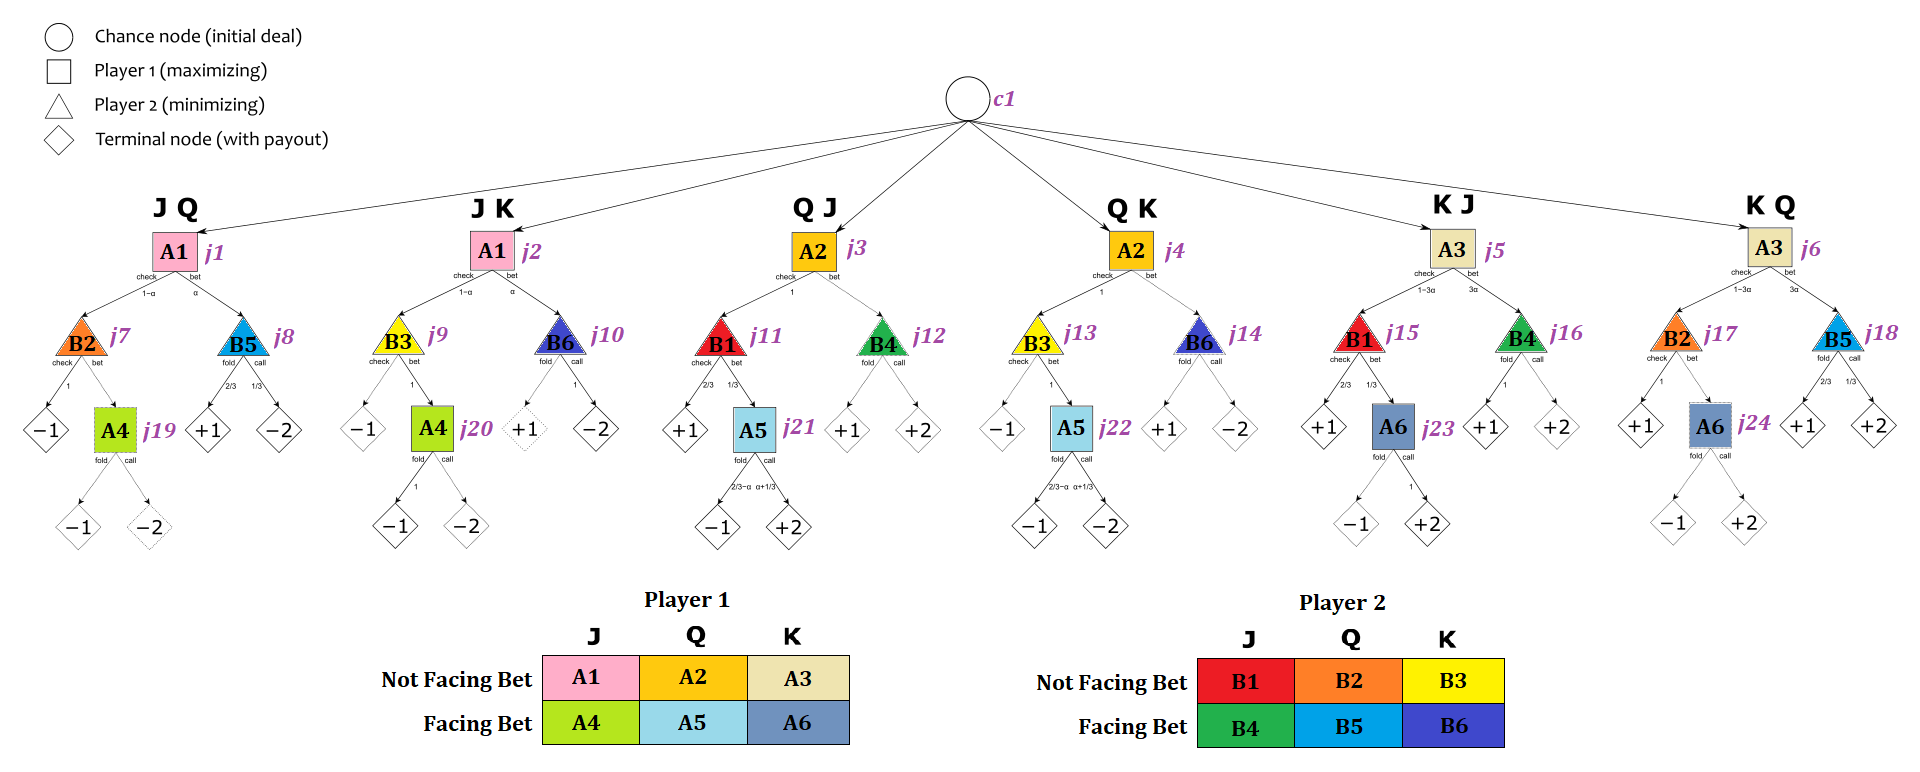 Chance node (initial deal)
Player 1 (maximizing)
Player 2 (minimizing)
Terminal node (with payout)
c1
J Q J K Q J Q K K J K Q
A1 j1 A1 j2 A2 j3 A2 j4 A3 j5 A3 j6
check bet check bet check bet check bet check bet check bet
1−α α 1−α α 1 1 1−3α 3α 1−3α 3α
B2 j7 B5 j8 B3 j9 B6 j10 B1 j11 B4 j12 B3 j13 B6 j14 B1 j15 B4 j16 B2 j17 B5 j18
check bet fold call check bet fold call check bet fold call check bet fold call check bet fold call check bet fold call
1 2/3 1/3 1 1 2/3 1/3 1 2/3 1/3 1 1 2/3 1/3
−1 A4 j19 +1 −2 −1 A4 j20 +1 −2 +1 A5 j21 +1 +2 −1 A5 j22 +1 −2 +1 A6 j23 +1 +2 +1 A6 j24 +1 +2
fold call fold call fold call fold call fold call fold call
1 2/3−α α+1/3 2/3−α α+1/3 1
−1 −2 −1 −2 −1 +2 −1 −2 −1 +2 −1 +2
Player 1
J Q K
Not Facing Bet A1 A2 A3
Facing Bet A4 A5 A6
Player 2
J Q K
Not Facing Bet B1 B2 B3
Facing Bet B4 B5 B6